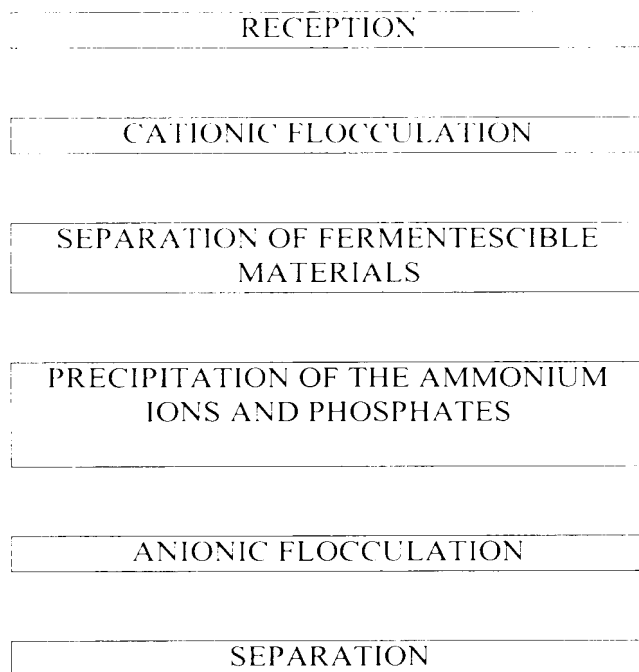 RECEPTION
CATIONIC FLOCCULATION
SEPARATION OF FERMENTESCIBLE
MATERIALS
PRECIPITATION OF THE AMMONIUM
IONS AND PHOSPHATES
ANIONIC FLOCCULATION
SEPARATION